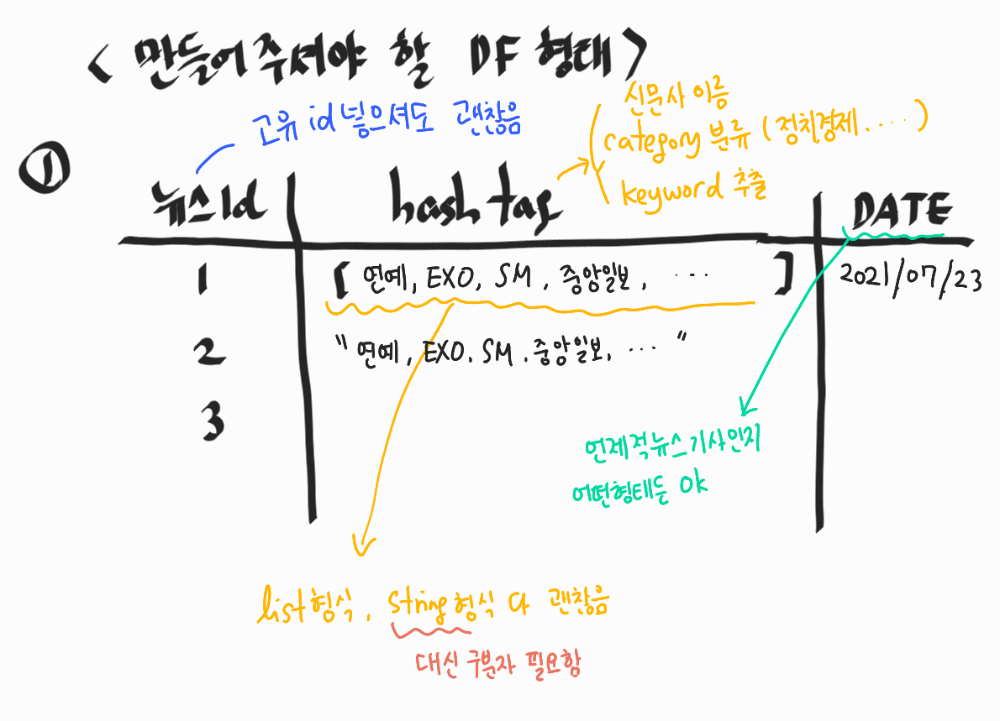 < 만들어주셔야 할 DF 형태 >
신문사 이름
고유 id 넣으셔도 괜찮음
category 분류 (정치경제....)
keyword 추출
①
뉴스Id hash tag DATE
1 [ 연예, EXO, SM, 중앙일보, ... ] 2021/07/23
2 "연예, EXO. SM. 중앙일보, ... "
3
언제적뉴스기사인지
어떤형태든 ok
list형식, string형식 다 괜찮음
대신 구분자 필요함